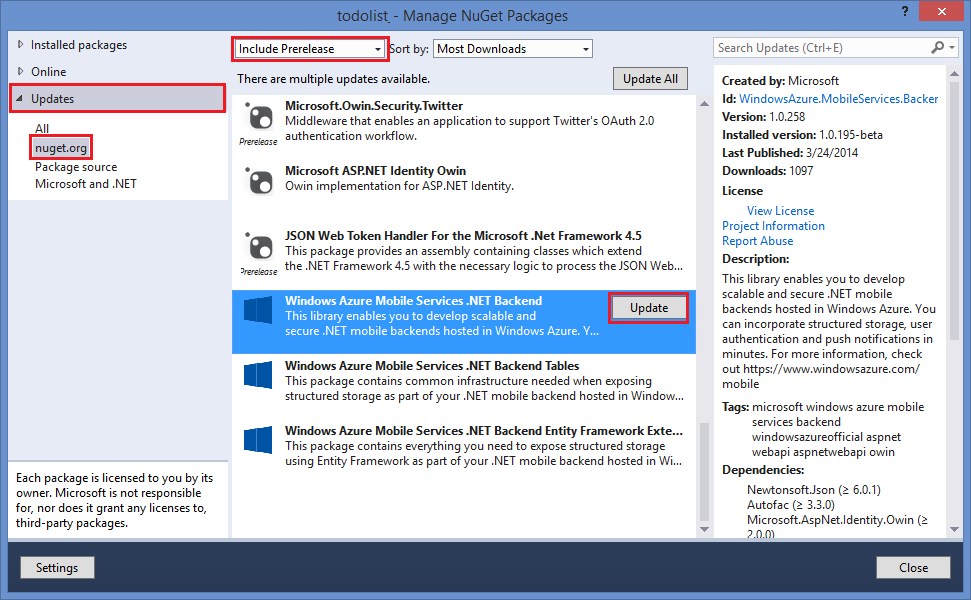 todolist - Manage NuGet Packages
?
Installed packages
Online
Updates
All
nuget.org
Package source
Microsoft and .NET
Each package is licensed to you by its
owner. Microsoft is not responsible
for, nor does it grant any licenses to,
third-party packages.
Include Prerelease
Sort by:
Most Downloads
There are multiple updates available.
Update All
Microsoft.Owin.Security.Twitter
Middleware that enables an application to support Twitter's OAuth 2.0
authentication workflow.
Prerelease
Microsoft ASP.NET Identity Owin
Owin implementation for ASP.NET Identity.
JSON Web Token Handler For the Microsoft .Net Framework 4.5
This package provides an assembly containing classes which extend
the .NET Framework 4.5 with the necessary logic to process the JSON Web...
Prerelease
Windows Azure Mobile Services .NET Backend
This library enables you to develop scalable and
secure .NET mobile backends hosted in Windows Azure. Y...
Update
Windows Azure Mobile Services .NET Backend Tables
This package contains common infrastructure needed when exposing
structured storage as part of your .NET mobile backend hosted in Window...
Windows Azure Mobile Services .NET Backend Entity Framework Exte...
This package contains everything you need to expose structured storage
using Entity Framework as part of your .NET mobile backend hosted in Wi...
Search Updates (Ctrl+E)
Created by: Microsoft
Id: WindowsAzure.MobileServices.Backen
Version: 1.0.258
Installed version: 1.0.195-beta
Last Published: 3/24/2014
Downloads: 1097
License
View License
Project Information
Report Abuse
Description:
This library enables you to develop
scalable and secure .NET mobile
backends hosted in Windows Azure. You
can incorporate structured storage, user
authentication and push notifications in
minutes. For more information, check
out https://www.windowsazure.com/
mobile
Tags: microsoft windows azure mobile
services backend
windowsazureofficial aspnet
webapi aspnetwebapi owin
Dependencies:
Newtonsoft.Json (≥ 6.0.1)
Autofac (≥ 3.3.0)
Microsoft.AspNet.Identity.Owin (≥
2.0.0)
Settings
Close